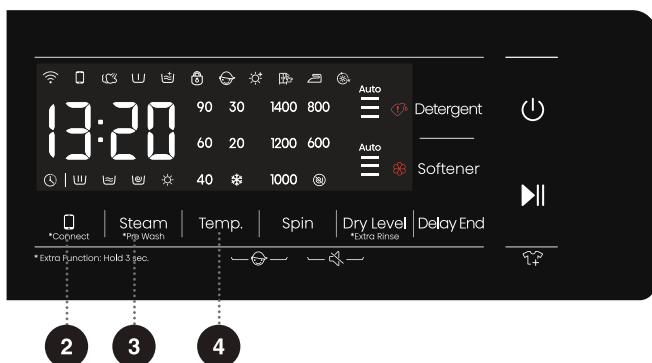 Auto
90 30 1400 800
Detergent
13:20
60 20 1200 600
Auto
Softener
40 1000
Steam Temp. Spin Dry Level Delay End
*Connect *Pre Wash *Extra Rinse
* Extra Function: Hold 3 sec.
2 3 4